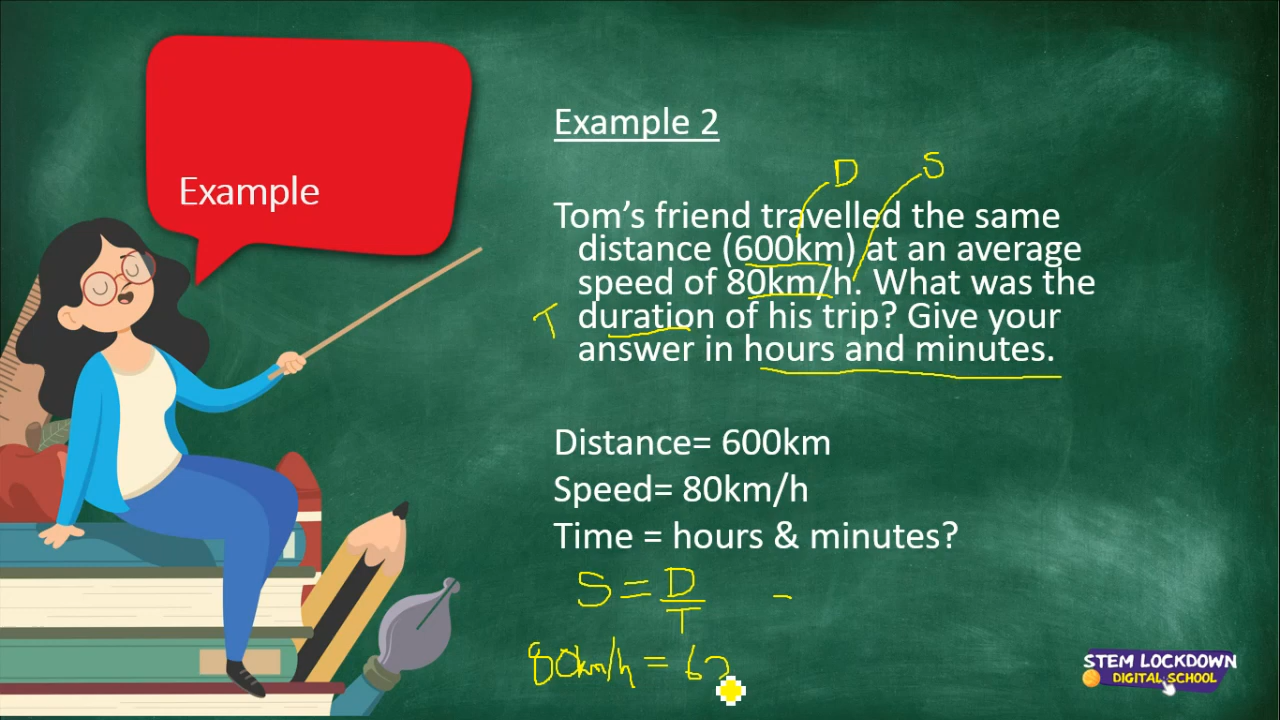 Example
Example 2
D S
Tom's friend travelled the same
distance (600km) at an average
speed of 80km/h. What was the
T duration of his trip? Give your
answer in hours and minutes.
Distance= 600km
Speed= 80km/h
Time = hours & minutes?
S = D
T
80km/h = 6
STEM LOCKDOWN
DIGITAL SCHOOL